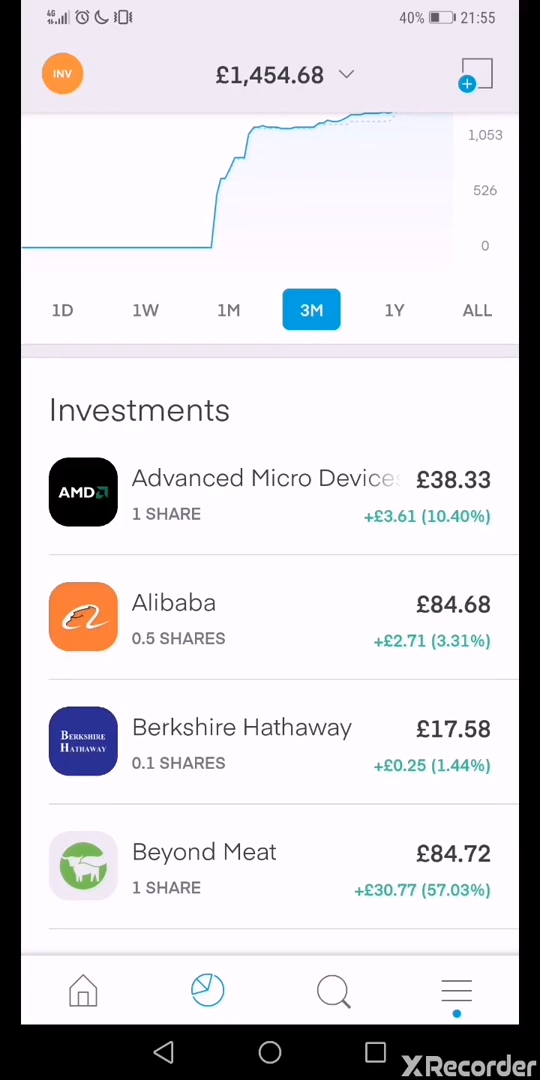 4G 40% 21:55
INV £1,454.68
1,053
526
0
1D 1W 1M 3M 1Y ALL
Investments
AMD Advanced Micro Devices £38.33
1 SHARE +£3.61 (10.40%)
Alibaba £84.68
0.5 SHARES +£2.71 (3.31%)
BERKSHIRE HATHAWAY Berkshire Hathaway £17.58
0.1 SHARES +£0.25 (1.44%)
Beyond Meat £84.72
1 SHARE +£30.77 (57.03%)
XRecorder